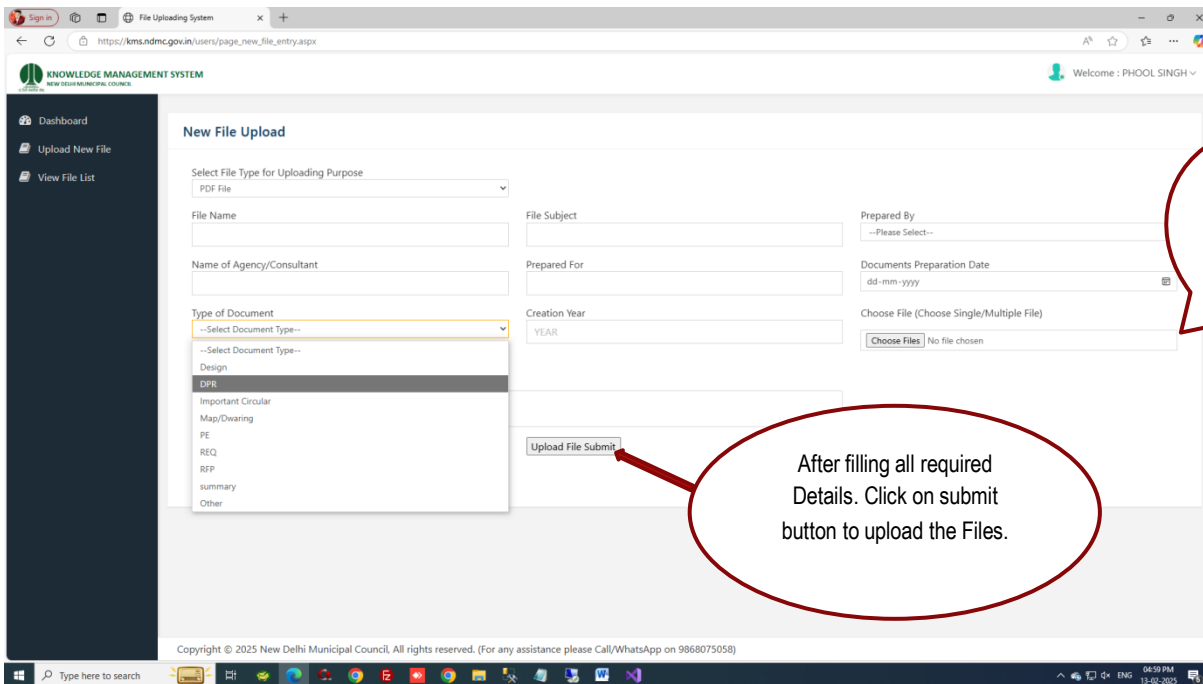 Sign in
File Uploading System
https://kms.ndmc.gov.in/users/page_new_file_entry.aspx
KNOWLEDGE MANAGEMENT SYSTEM
NEW DELHI MUNICIPAL COUNCIL
Welcome : PHOOL SINGH
Dashboard
Upload New File
View File List
New File Upload
Select File Type for Uploading Purpose
PDF File
File Name
File Subject
Prepared By
--Please Select--
Name of Agency/Consultant
Prepared For
Documents Preparation Date
dd-mm-yyyy
Type of Document
Creation Year
Choose File (Choose Single/Multiple File)
--Select Document Type--
YEAR
Choose Files No file chosen
--Select Document Type--
Design
DPR
Important Circular
Map/Dwaring
PE
REQ
RFP
summary
Other
Upload File Submit
After filling all required
Details. Click on submit
button to upload the Files.
Copyright © 2025 New Delhi Municipal Council, All rights reserved. (For any assistance please Call/WhatsApp on 9868075058)
Type here to search
ENG
04:59 PM
13-02-2025